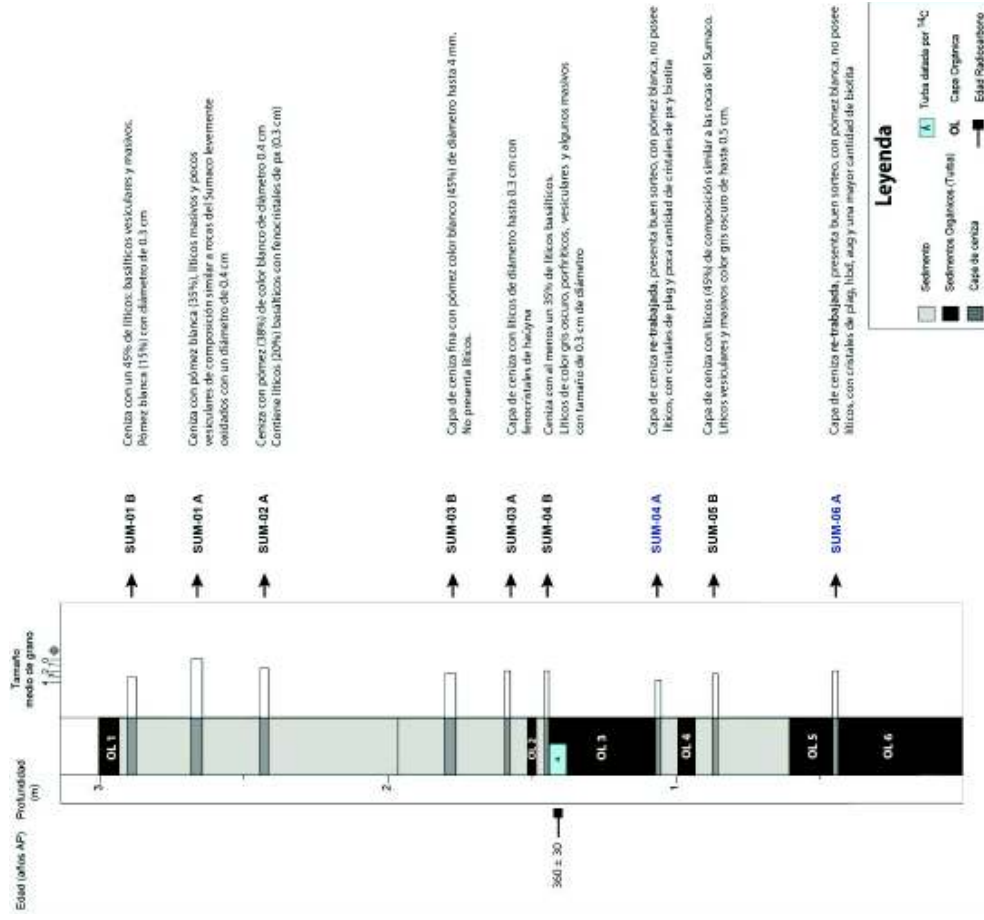 Edad (años AP)
Profundidad
(m)
Tamaño
medio de grano
3
2
1
OL 1
OL 2
OL 3
OL 4
OL 5
OL 6
A
360 ± 30
SUM-01 B
Ceniza con un 45% de líticos: basálticos vesiculares y masivos.
Pómez blanca (15%) con diámetro de 0.3 cm
SUM-01 A
Ceniza con pómez blanca (35%), líticos masivos y pocos
vesiculares de composición similar a rocas del Sumaco levemente
oxidados con un diámetro de 0,4 cm
SUM-02 A
Ceniza con pómez (38%) de color blanco de diámetro 0.4 cm
Contiene líticos (20%) basálticos con fenocristales de px (0.3 cm)
SUM-03 B
Capa de ceniza fina con pómez color blanco (45%) de diámetro hasta 4 mm.
No presenta líticos.
SUM-03 A
Capa de ceniza con líticos de diámetro hasta 0.3 cm con
fenocristales de haüyna
SUM-04 B
Ceniza con al menos un 35% de líticos basálticos.
Líticos de color gris oscuro, porfiríticos, vesiculares y algunos masivos
con tamaño de 0.3 cm de diámetro
SUM-04 A
Capa de ceniza re-trabajada, presenta buen sorteo, con pómez blanca, no posee
líticos, con cristales de plag y poca cantidad de cristales de px y biotita
SUM-05 B
Capa de ceniza con líticos (45%) de composición similar a las rocas del Sumaco.
Líticos vesiculares y masivos color gris oscuro de hasta 0.5 cm.
SUM-06 A
Capa de ceniza re-trabajada, presenta buen sorteo, con pómez blanca, no posee
líticos, con cristales de plag, hbd, aug y una mayor cantidad de biotita
Leyenda
Sedimento
Sedimentos Orgánicos (Turba)
Capa de ceniza
A Turba datada por ¹⁴C
OL Capa Orgánica
Edad Radiocarbono